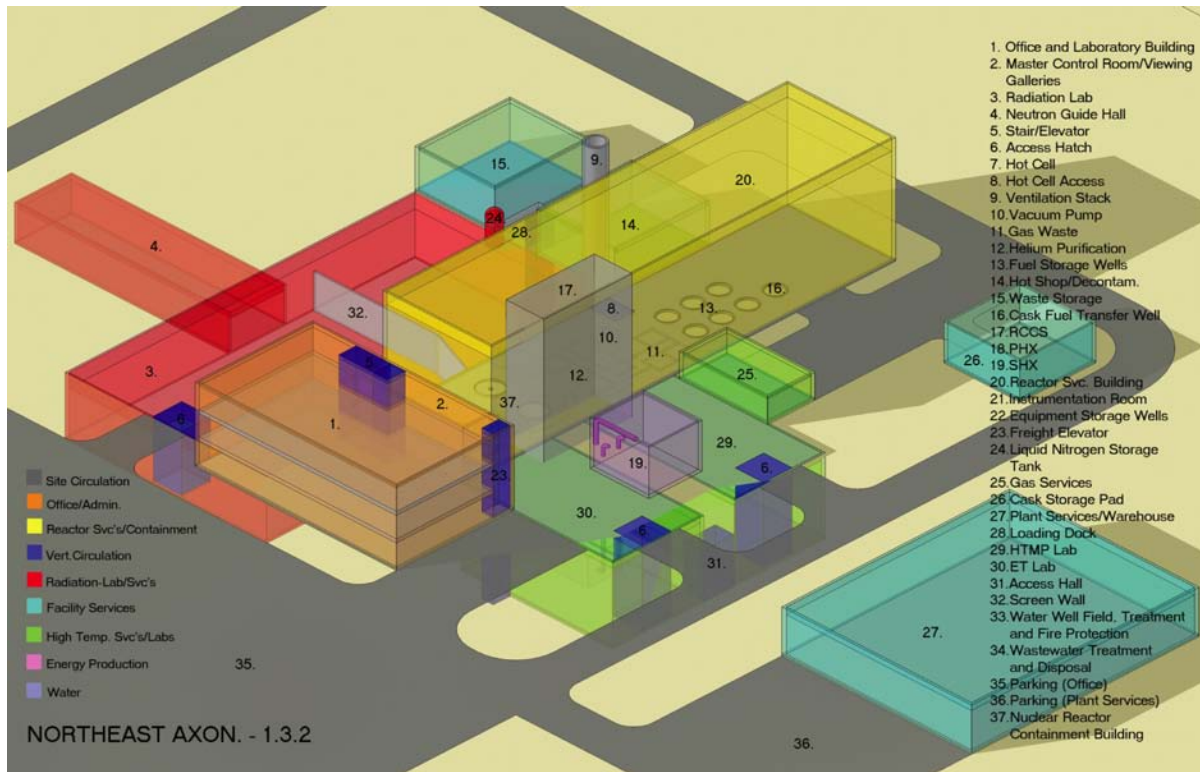 1. Office and Laboratory Building
2. Master Control Room/Viewing
Galleries
3. Radiation Lab
4. Neutron Guide Hall
5. Stair/Elevator
6. Access Hatch
7. Hot Cell
8. Hot Cell Access
9. Ventilation Stack
10. Vacuum Pump
11. Gas Waste
12. Helium Purification
13. Fuel Storage Wells
14. Hot Shop/Decontam.
15. Waste Storage
16. Cask Fuel Transfer Well
17. RCCS
18. PHX
19. SHX
20. Reactor Svc. Building
21. Instrumentation Room
22. Equipment Storage Wells
23. Freight Elevator
24. Liquid Nitrogen Storage
Tank
25. Gas Services
26. Cask Storage Pad
27. Plant Services/Warehouse
28. Loading Dock
29. HTMP Lab
30. ET Lab
31. Access Hall
32. Screen Wall
33. Water Well Field, Treatment
and Fire Protection
34. Wastewater Treatment
and Disposal
35. Parking (Office)
36. Parking (Plant Services)
37. Nuclear Reactor
Containment Building
9.
15.
20.
24
28.
14.
4.
17.
16.
13.
8.
32.
10.
11.
26.
5.
3.
12.
25.
2.
37.
6.
1.
29.
19.
23.
6.
30.
6.
31.
27.
35.
36.
Site Circulation
Office/Admin.
Reactor Svc's/Containment
Vert.Circulation
Radiation-Lab/Svc's
Facility Services
High Temp. Svc's/Labs
Energy Production
Water
NORTHEAST AXON. - 1.3.2